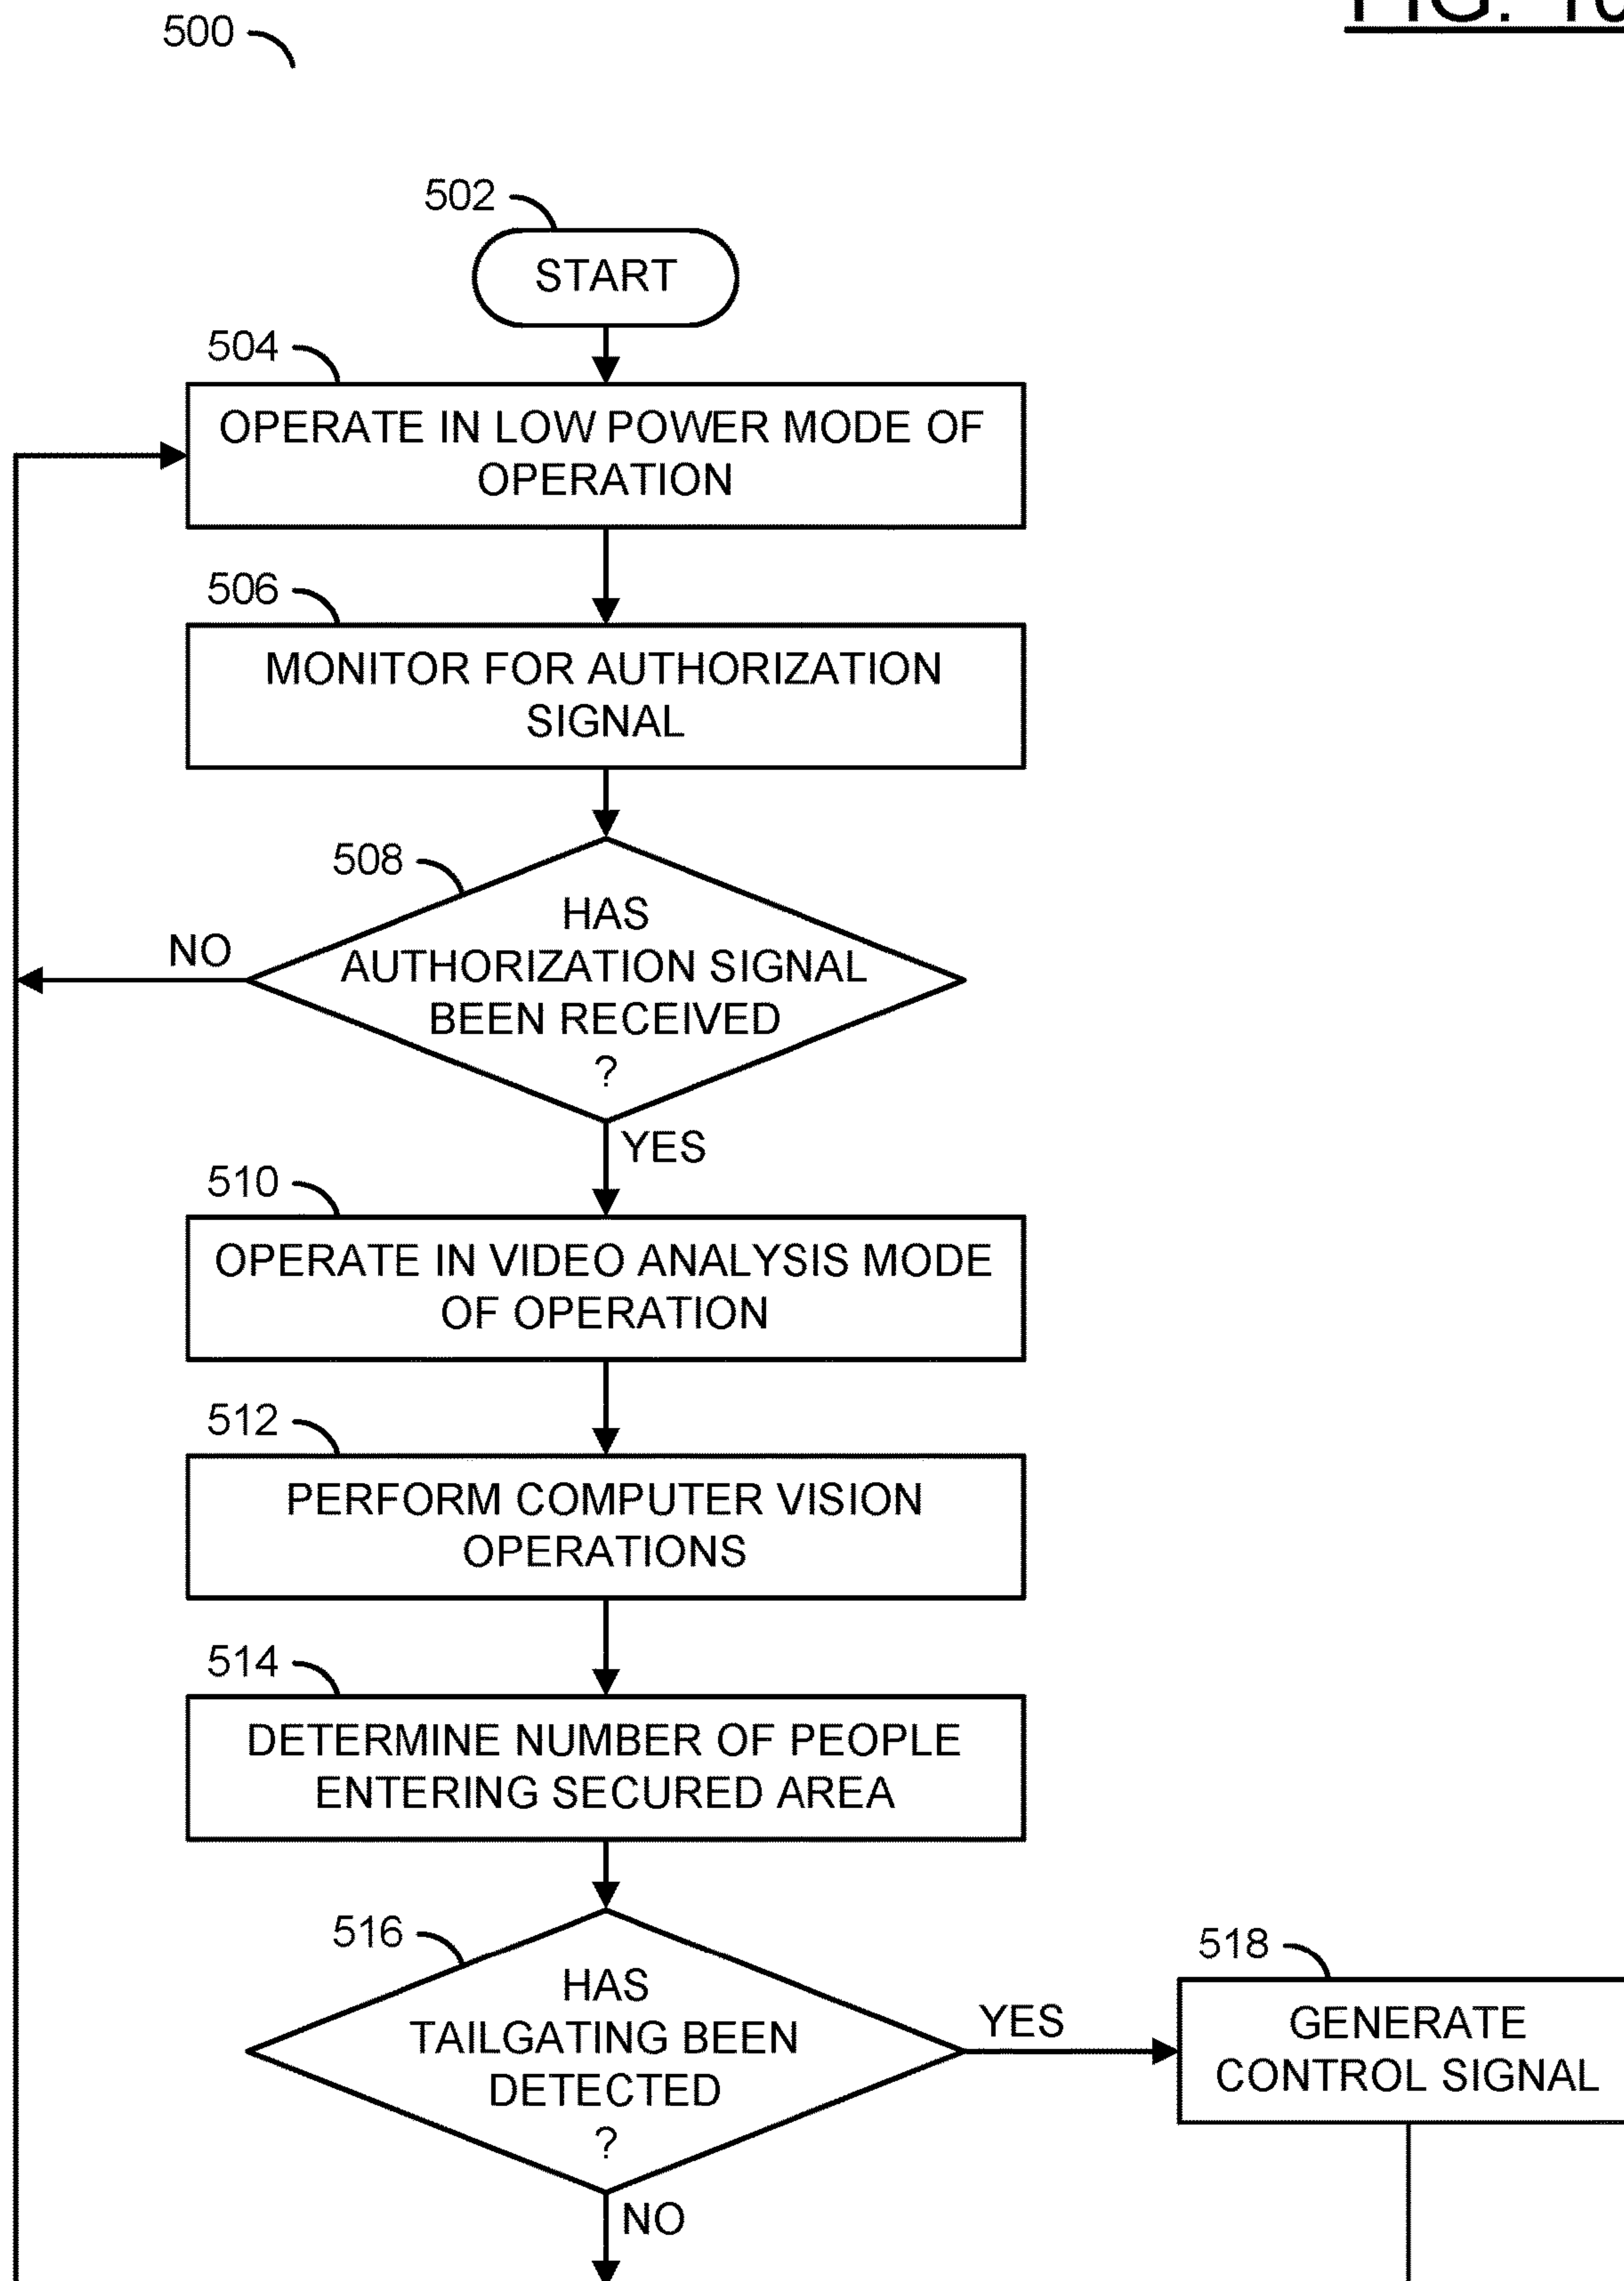 500
FIG. 10
502
START
504
OPERATE IN LOW POWER MODE OF
OPERATION
506
MONITOR FOR AUTHORIZATION
SIGNAL
508
HAS
AUTHORIZATION SIGNAL
BEEN RECEIVED
?
NO
YES
510
OPERATE IN VIDEO ANALYSIS MODE
OF OPERATION
512
PERFORM COMPUTER VISION
OPERATIONS
514
DETERMINE NUMBER OF PEOPLE
ENTERING SECURED AREA
516
HAS
TAILGATING BEEN
DETECTED
?
YES
518
GENERATE
CONTROL SIGNAL
NO